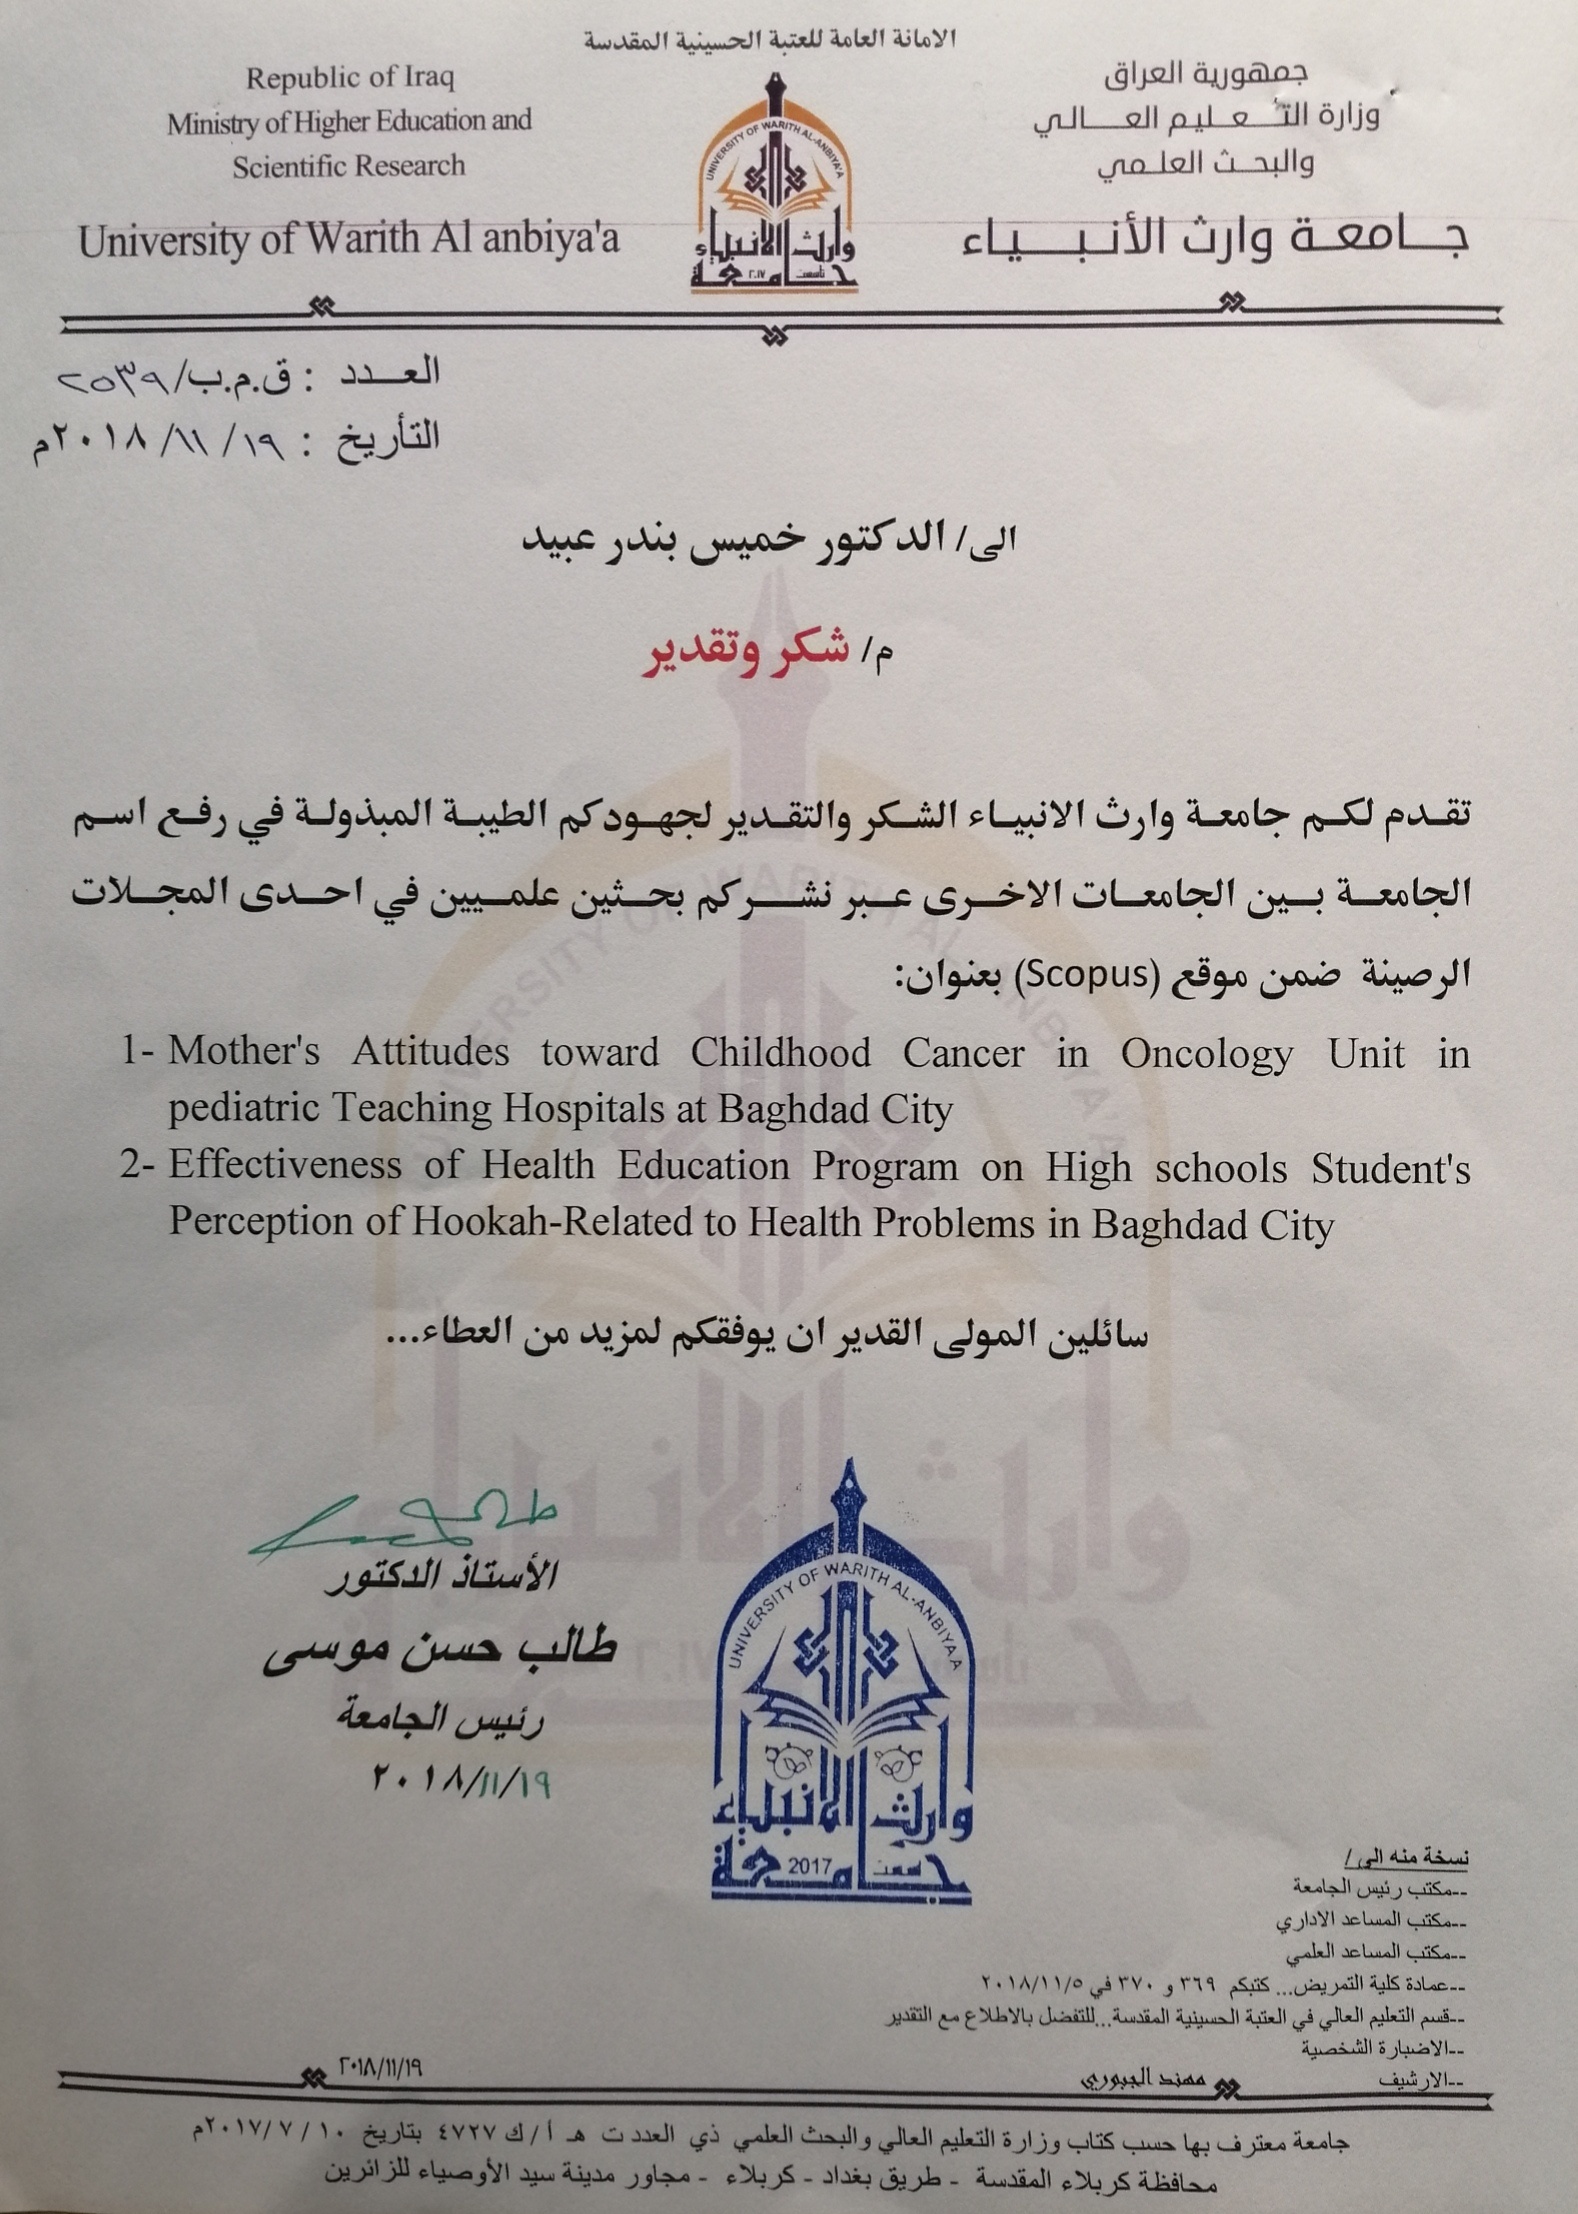 الامانة العامة للعتبة الحسينية المقدسة
جمهورية العراق
وزارة التعليم العالي
والبحث العلمي
جامعة وارث الأنبياء
Republic of Iraq
Ministry of Higher Education and
Scientific Research
University of Warith Al anbiya'a
UNIVERSITY OF WARITH AL-ANBIYA'A
وارث الانبياء
جامعة
تأسست ٢٠١٧
العدد : ق.م.ب/٢٥٣٩
التأريخ : ١٩/ ١١/ ٢٠١٨م
الى/ الدكتور خميس بندر عبيد
م/ شكر وتقدير
تقدم لكم جامعة وارث الانبياء الشكر والتقدير لجهودكم الطيبة المبذولة في رفع اسم
الجامعة بين الجامعات الاخرى عبر نشركم بحثين علميين في احدى المجلات
الرصينة ضمن موقع (Scopus) بعنوان:
1- Mother's Attitudes toward Childhood Cancer in Oncology Unit in
pediatric Teaching Hospitals at Baghdad City
2- Effectiveness of Health Education Program on High schools Student's
Perception of Hookah-Related to Health Problems in Baghdad City
سائلين المولى القدير ان يوفقكم لمزيد من العطاء...
الأستاذ الدكتور
طالب حسن موسى
رئيس الجامعة
١٩/١١/٢٠١٨
UNIVERSITY OF WARITH AL-ANBIYA'A
وارث الانبياء
جامعة
2017
نسخة منه الى/
--مكتب رئيس الجامعة
--مكتب المساعد الاداري
--مكتب المساعد العلمي
--عمادة كلية التمريض... كتبكم ٣٦٩ و ٣٧٠ في ٢٠١٨/١١/٥
--قسم التعليم العالي في العتبة الحسينية المقدسة...للتفضل بالاطلاع مع التقدير
--الاضبارة الشخصية
--الارشيف
مهند الجبوري
٢٠١٨/١١/١٩
جامعة معترف بها حسب كتاب وزارة التعليم العالي والبحث العلمي ذي العدد ت هـ أ/ ك ٤٧٢٧ بتاريخ ١٠ / ٧ /٢٠١٧م
محافظة كربلاء المقدسة - طريق بغداد - كربلاء - مجاور مدينة سيد الأوصياء للزائرين